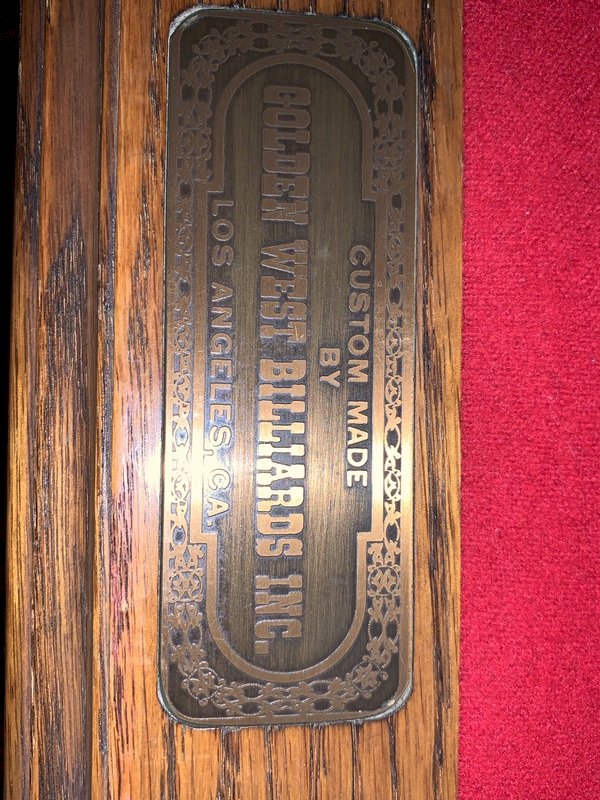 CUSTOM MADE
BY
GOLDEN WEST BILLIARDS INC.
LOS ANGELES, CA.